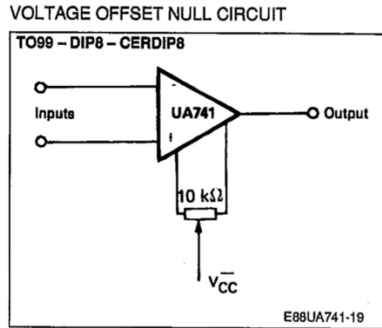 VOLTAGE OFFSET NULL CIRCUIT
TO99 – DIP8 – CERDIP8
-
Inputs
UA741
Output
+
10 kΩ
V̅CC
E88UA741-19